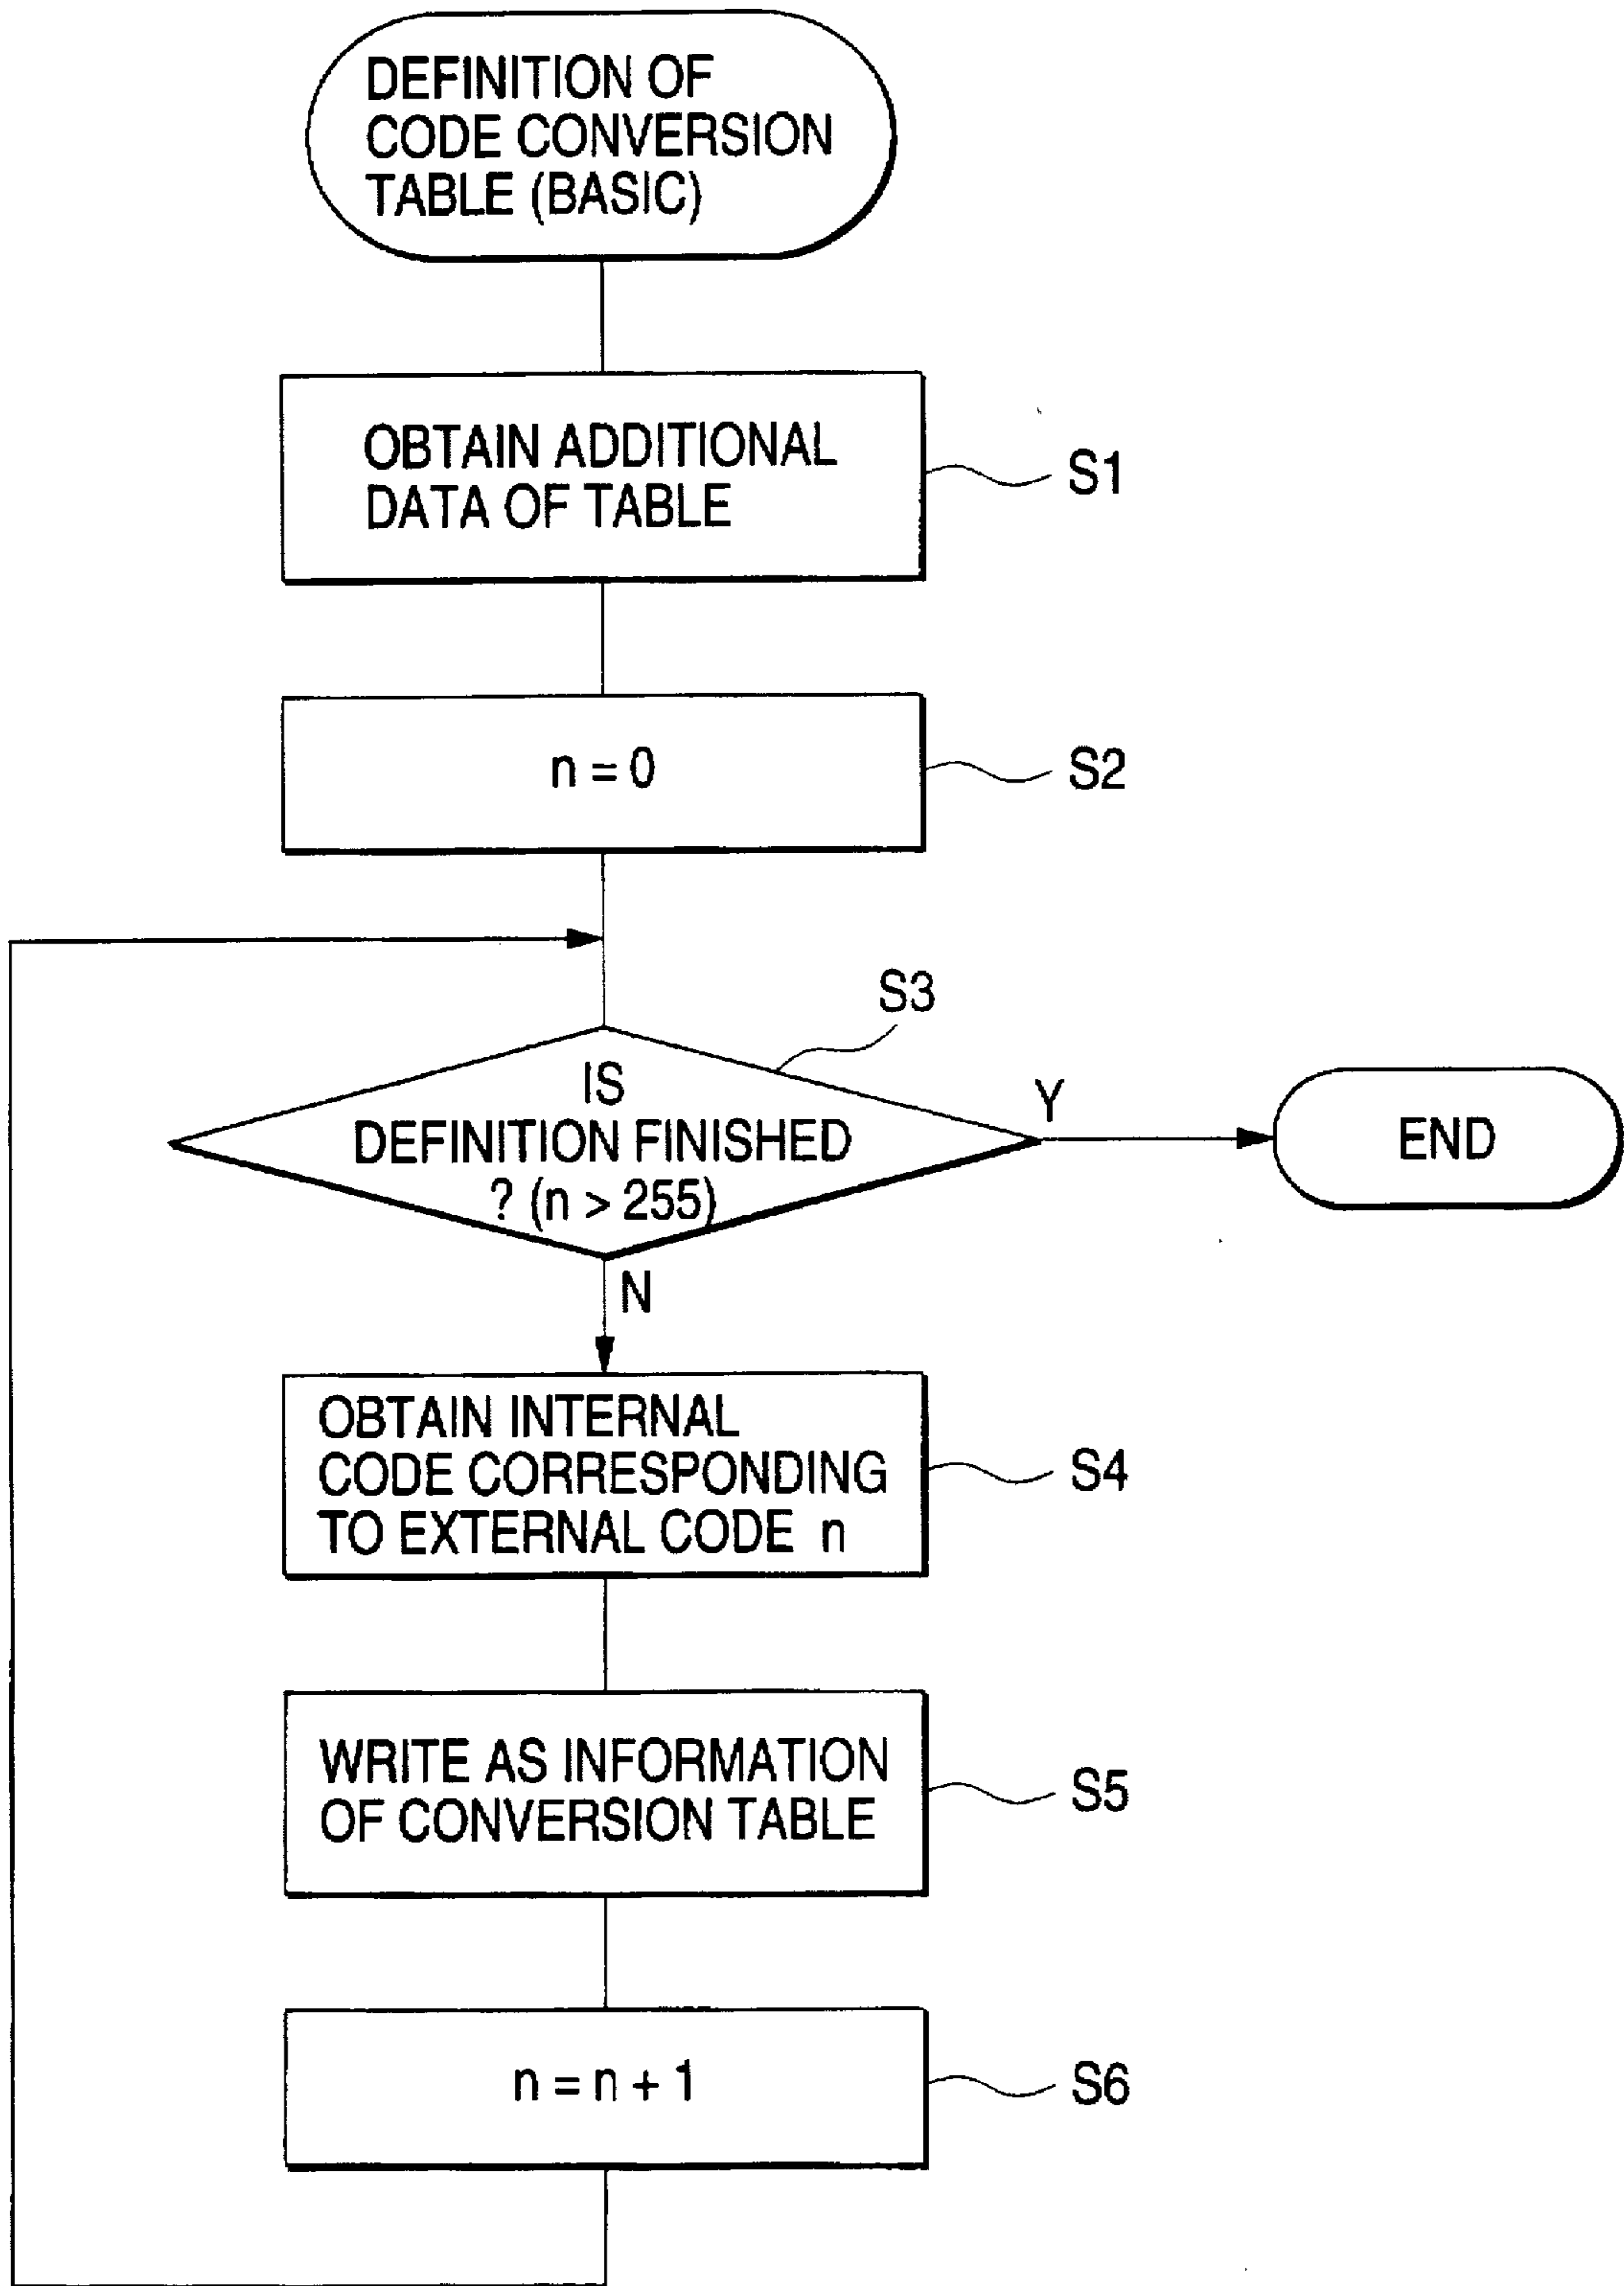 DEFINITION OF
CODE CONVERSION
TABLE (BASIC)
OBTAIN ADDITIONAL
DATA OF TABLE
S1
n = 0
S2
S3
IS
DEFINITION FINISHED
? (n > 255)
Y
END
N
OBTAIN INTERNAL
CODE CORRESPONDING
TO EXTERNAL CODE n
S4
WRITE AS INFORMATION
OF CONVERSION TABLE
S5
n = n + 1
S6